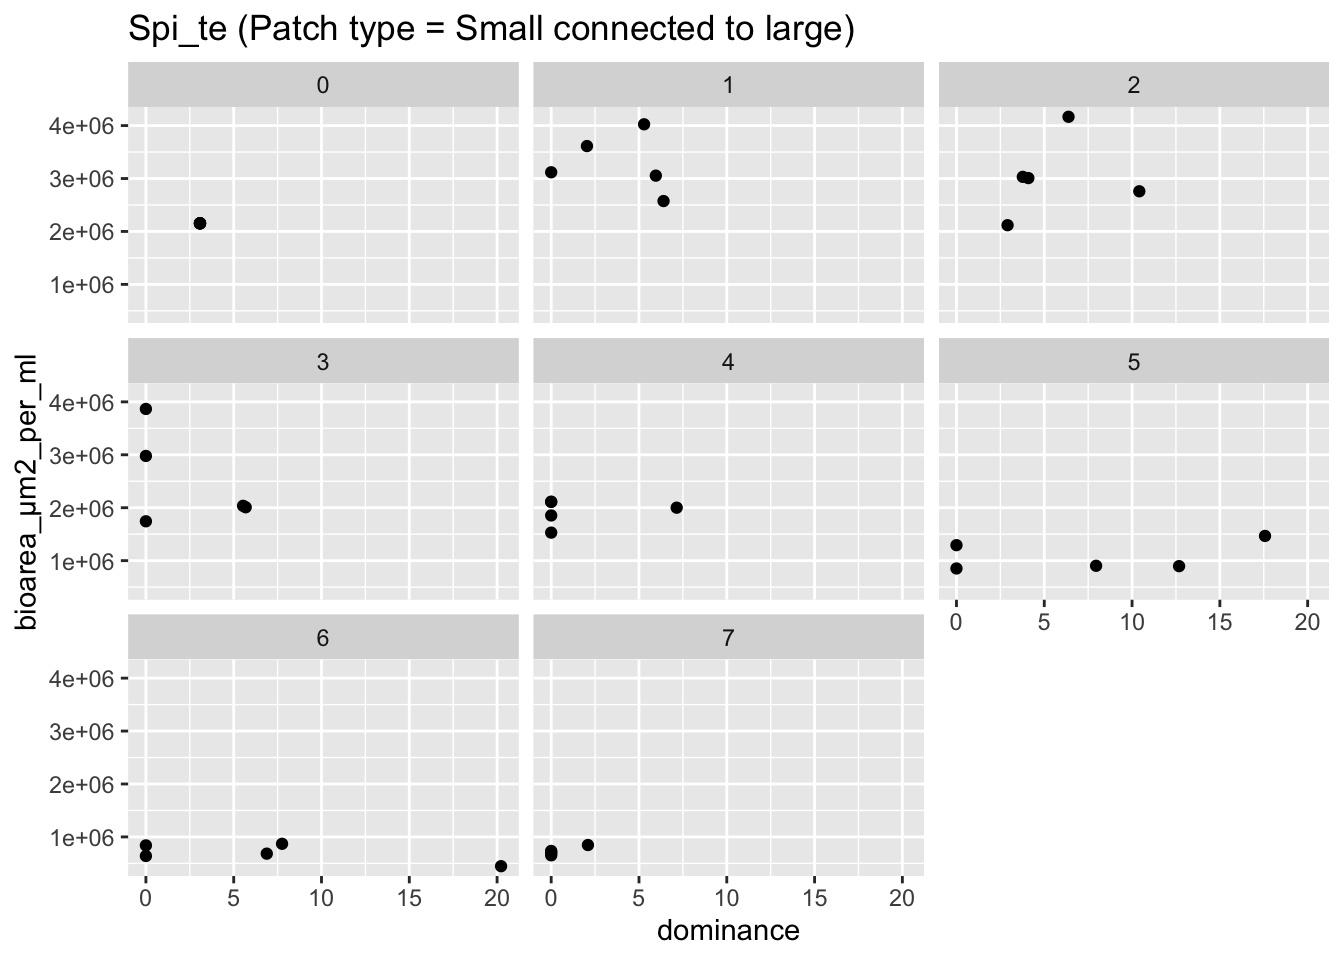 Spi_te (Patch type = Small connected to large)
0 1 2
4e+06
3e+06
2e+06
1e+06
3 4 5
4e+06
3e+06
2e+06
1e+06
0 5 10 15 20
6 7
4e+06
3e+06
2e+06
1e+06
0 5 10 15 20 0 5 10 15 20
dominance
bioarea_µm2_per_ml